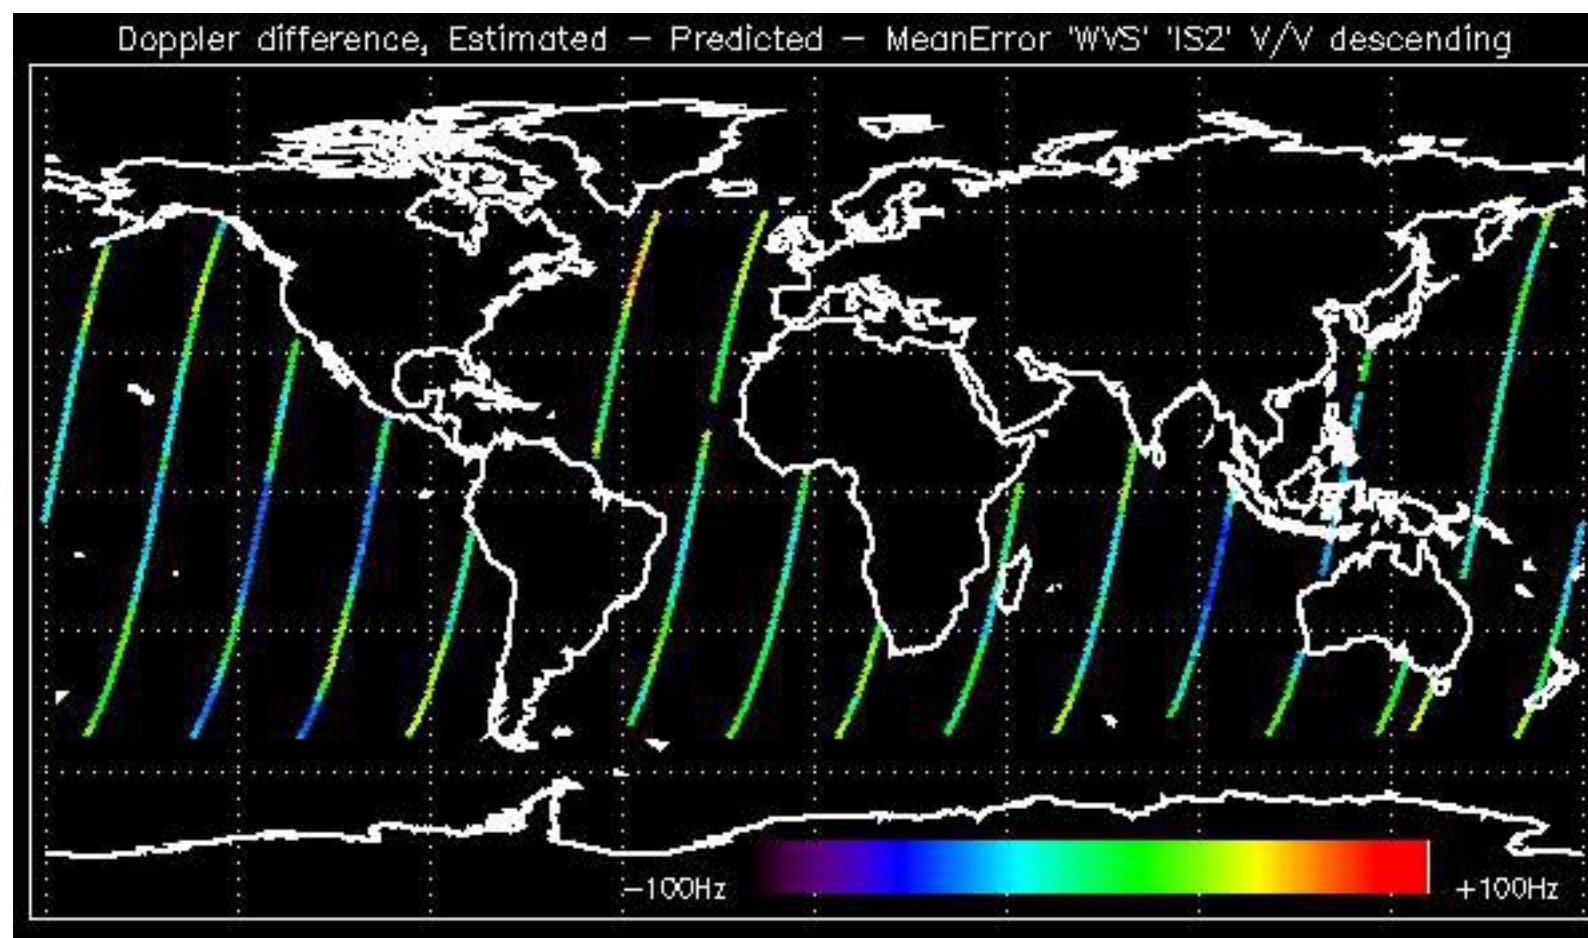 Doppler difference, Estimated – Predicted – MeanError 'WVS' 'IS2' V/V descending
–100Hz
+100Hz